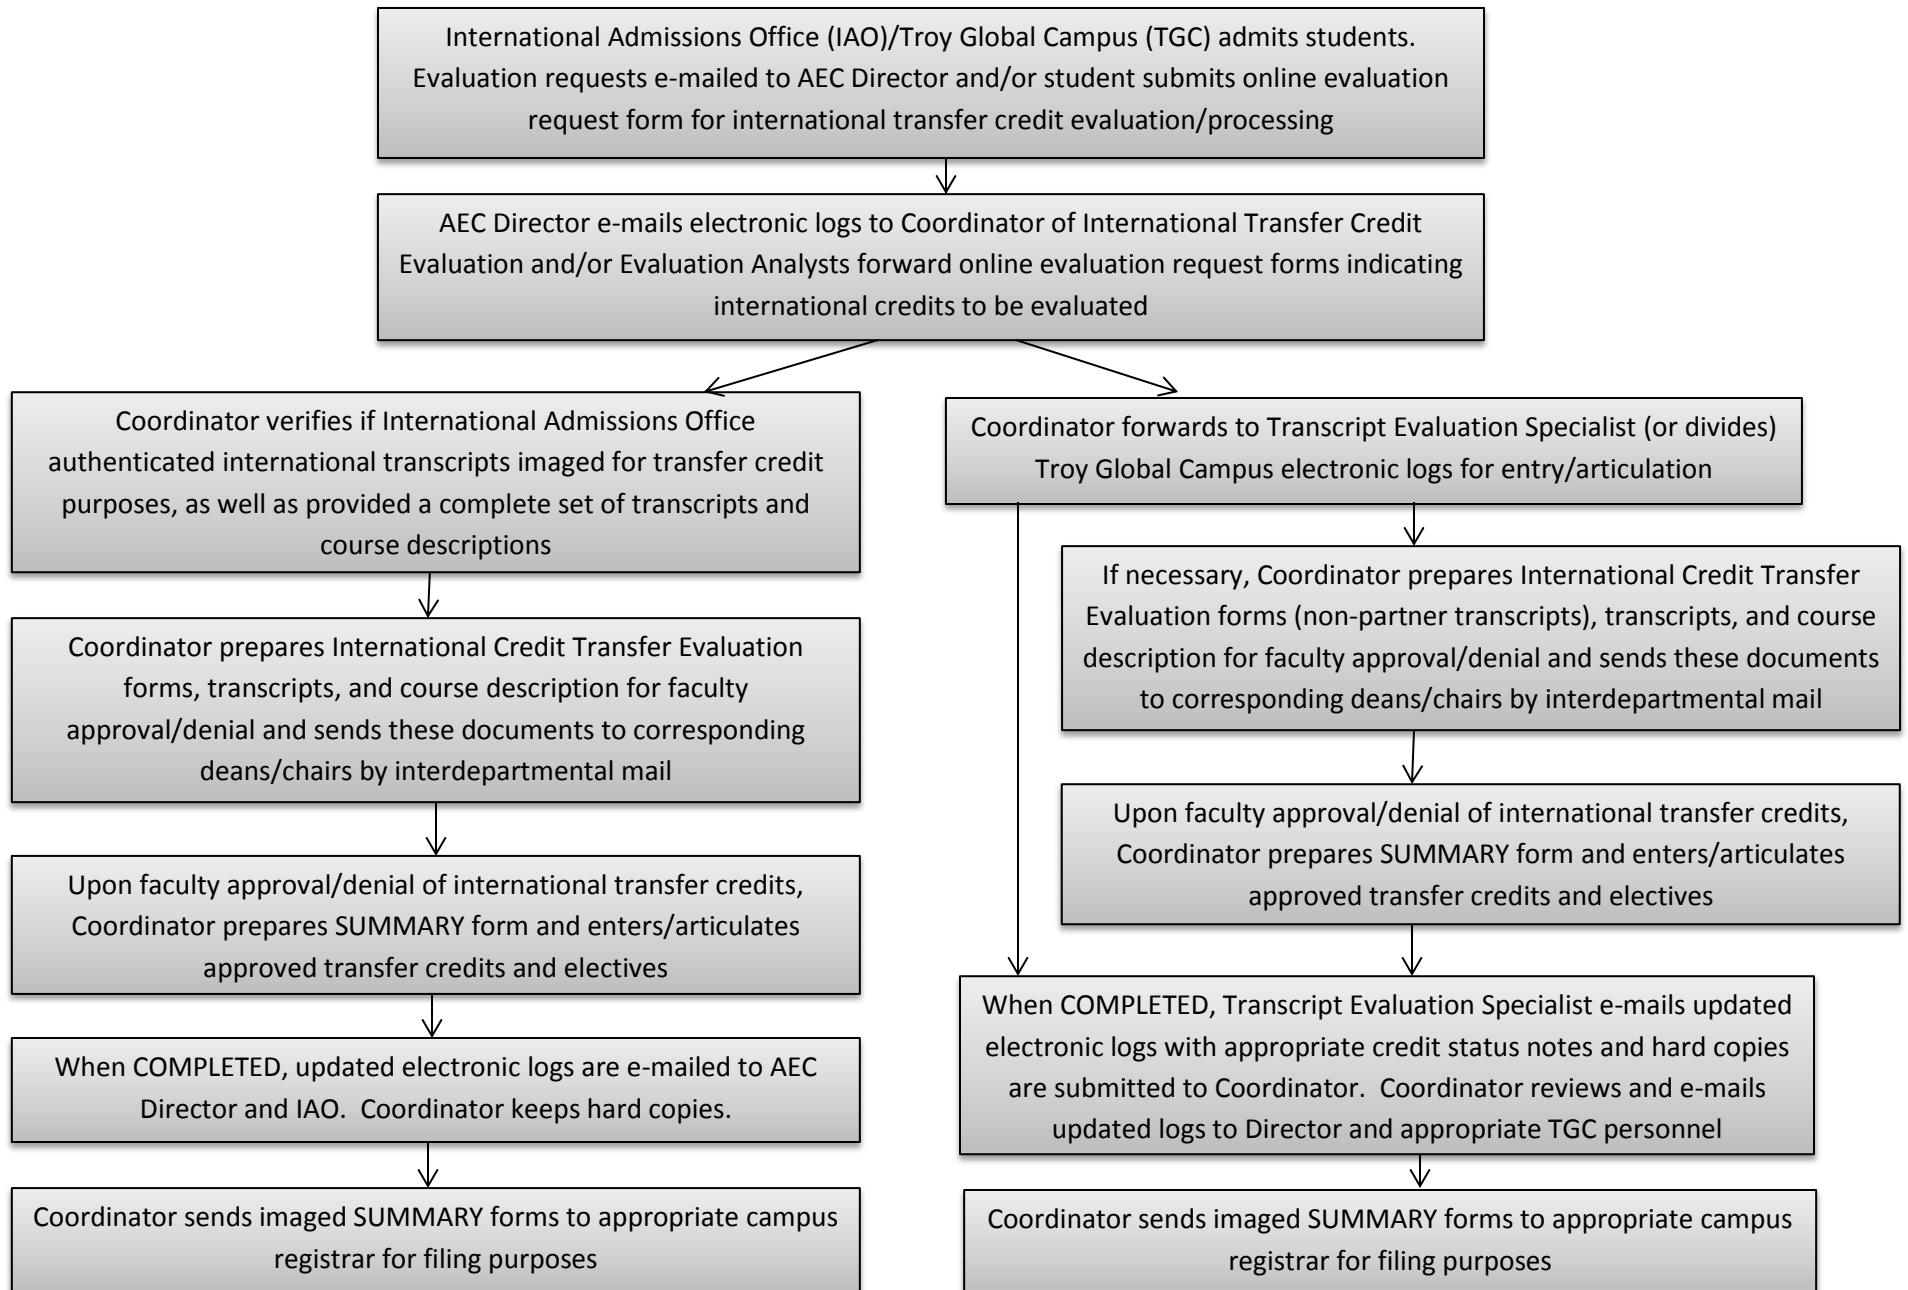 International Admissions Office (IAO)/Troy Global Campus (TGC) admits students.
Evaluation requests e-mailed to AEC Director and/or student submits online evaluation
request form for international transfer credit evaluation/processing
AEC Director e-mails electronic logs to Coordinator of International Transfer Credit
Evaluation and/or Evaluation Analysts forward online evaluation request forms indicating
international credits to be evaluated
Coordinator verifies if International Admissions Office
authenticated international transcripts imaged for transfer credit
purposes, as well as provided a complete set of transcripts and
course descriptions
Coordinator prepares International Credit Transfer Evaluation
forms, transcripts, and course description for faculty
approval/denial and sends these documents to corresponding
deans/chairs by interdepartmental mail
Upon faculty approval/denial of international transfer credits,
Coordinator prepares SUMMARY form and enters/articulates
approved transfer credits and electives
When COMPLETED, updated electronic logs are e-mailed to AEC
Director and IAO.  Coordinator keeps hard copies.
Coordinator sends imaged SUMMARY forms to appropriate campus
registrar for filing purposes
Coordinator forwards to Transcript Evaluation Specialist (or divides)
Troy Global Campus electronic logs for entry/articulation
If necessary, Coordinator prepares International Credit Transfer
Evaluation forms (non-partner transcripts), transcripts, and course
description for faculty approval/denial and sends these documents
to corresponding deans/chairs by interdepartmental mail
Upon faculty approval/denial of international transfer credits,
Coordinator prepares SUMMARY form and enters/articulates
approved transfer credits and electives
When COMPLETED, Transcript Evaluation Specialist e-mails updated
electronic logs with appropriate credit status notes and hard copies
are submitted to Coordinator.  Coordinator reviews and e-mails
updated logs to Director and appropriate TGC personnel
Coordinator sends imaged SUMMARY forms to appropriate campus
registrar for filing purposes